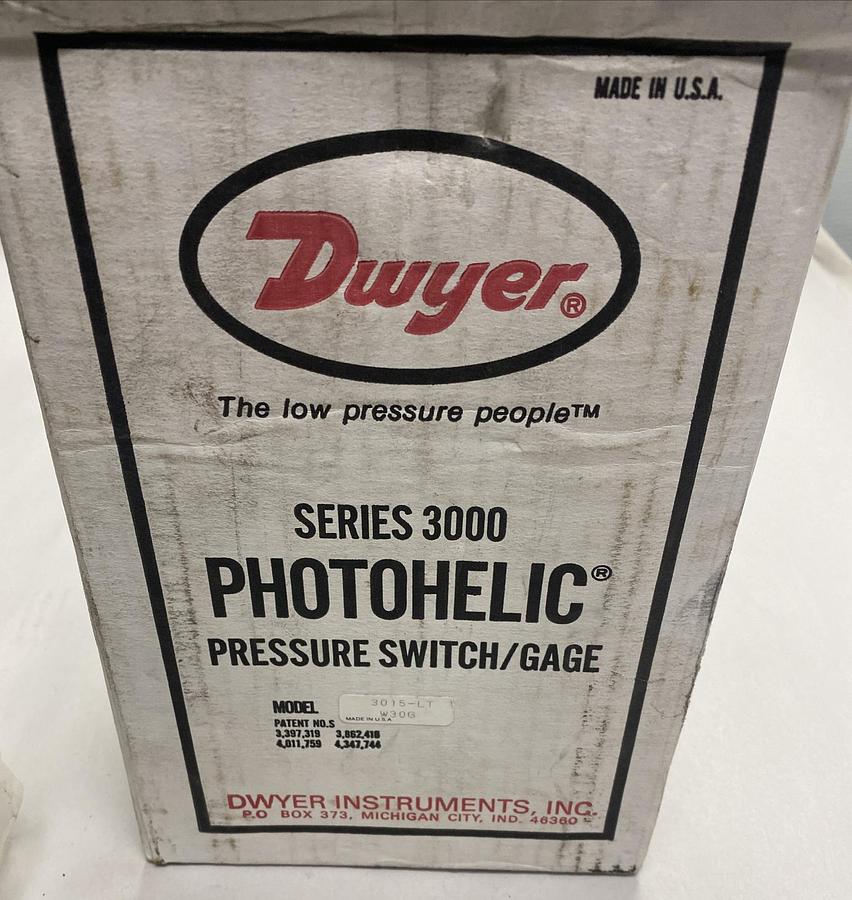 MADE IN U.S.A.
Dwyer®
The low pressure people™
SERIES 3000
PHOTOHELIC®
PRESSURE SWITCH/GAGE
MODEL 3015-LT
W30G
MADE IN U.S.A.
PATENT NO.S
3,397,319 3,862,416
4,011,759 4,347,744
DWYER INSTRUMENTS, INC.
P.O BOX 373, MICHIGAN CITY, IND. 46360